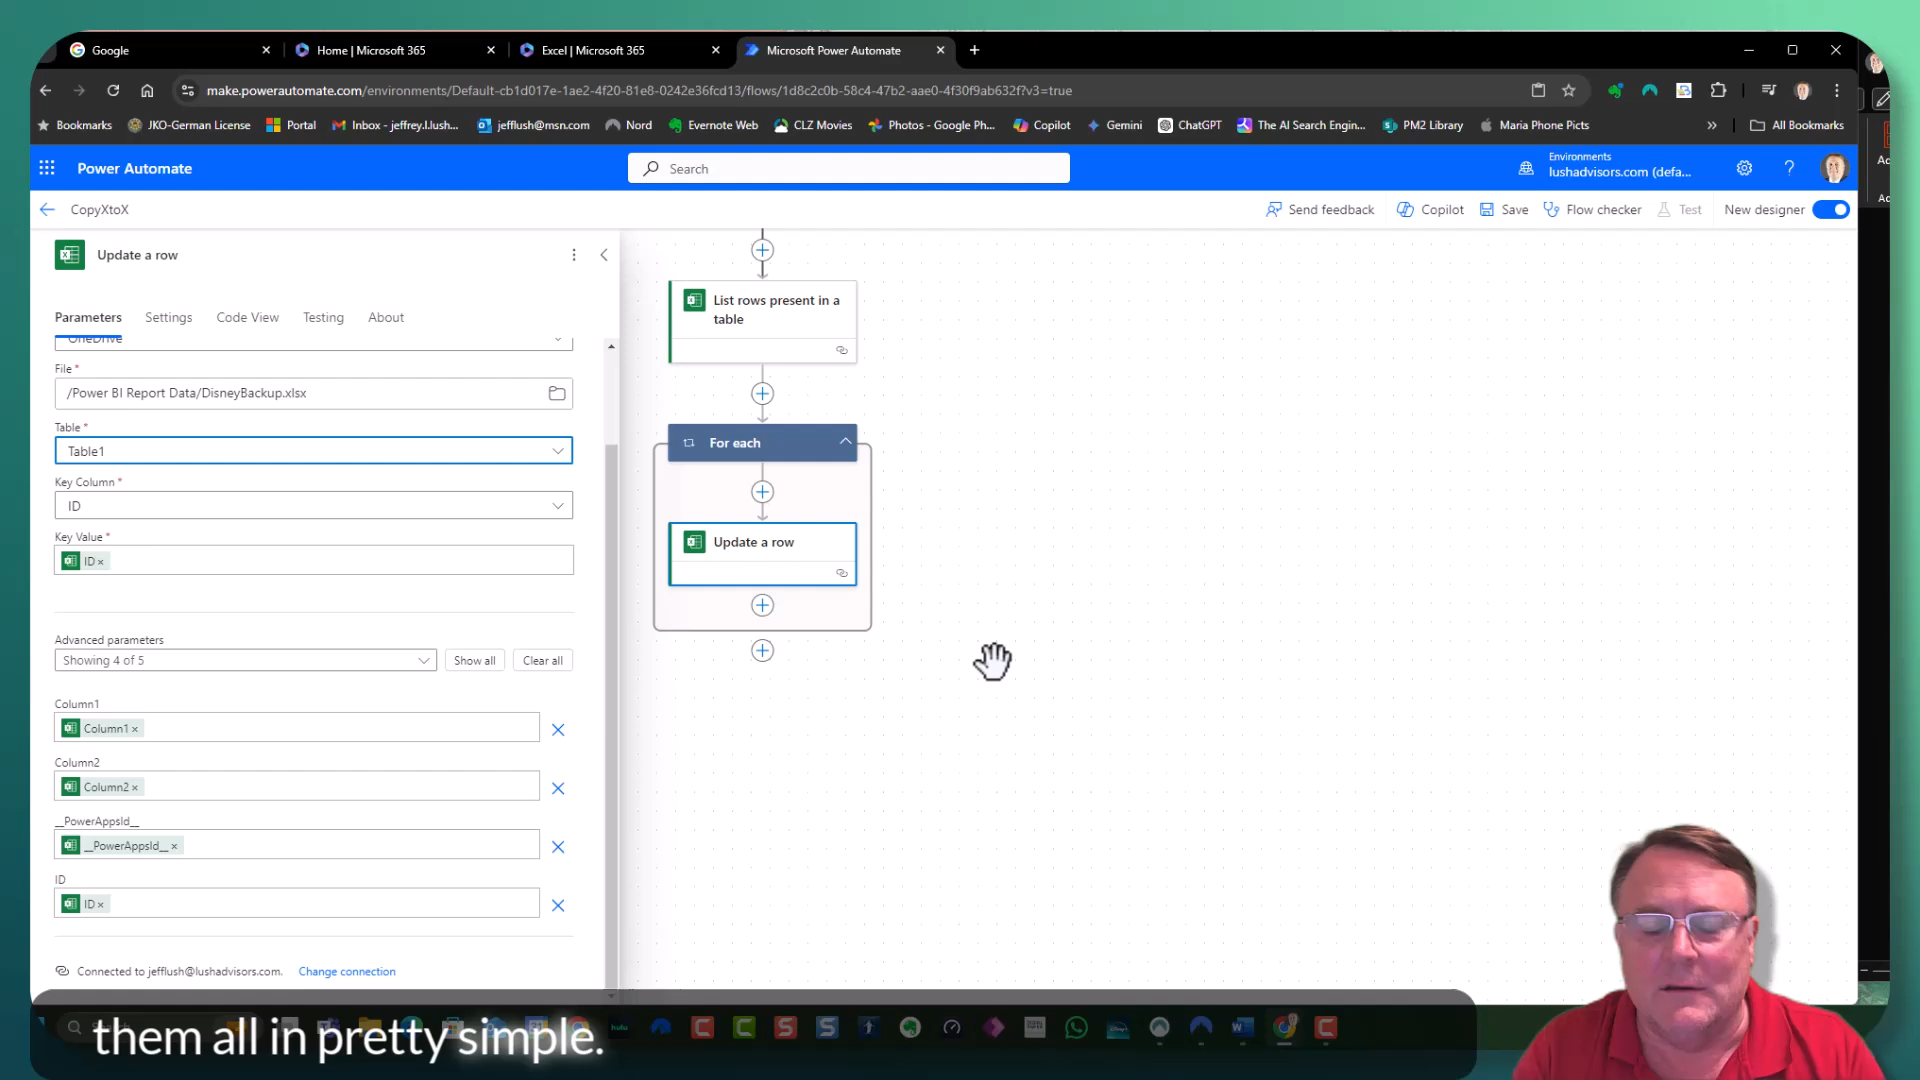 Google
Home | Microsoft 365
Excel | Microsoft 365
Microsoft Power Automate
make.powerautomate.com/environments/Default-cb1d017e-1ae2-4f20-81e8-0242e36fcd13/flows/1d8c2c0b-58c4-47b2-aae0-4f30f9ab632f?v3=true
Bookmarks
JKO-German License
Portal
Inbox - jeffrey.l.lush...
jefflush@msn.com
Nord
Evernote Web
CLZ Movies
Photos - Google Ph...
Copilot
Gemini
ChatGPT
The AI Search Engin...
PM2 Library
Maria Phone Picts
All Bookmarks
Power Automate
Search
Environments
lushadvisors.com (defa...
CopyXtoX
Send feedback
Copilot
Save
Flow checker
Test
New designer
Update a row
Parameters
Settings
Code View
Testing
About
OneDrive
File *
/Power BI Report Data/DisneyBackup.xlsx
Table *
Table1
Key Column *
ID
Key Value *
ID ×
Advanced parameters
Showing 4 of 5
Show all
Clear all
Column1
Column1 ×
Column2
Column2 ×
__PowerAppsId__
__PowerAppsId__ ×
ID
ID ×
Connected to jefflush@lushadvisors.com.
Change connection
List rows present in a
table
For each
Update a row
them all in pretty simple.